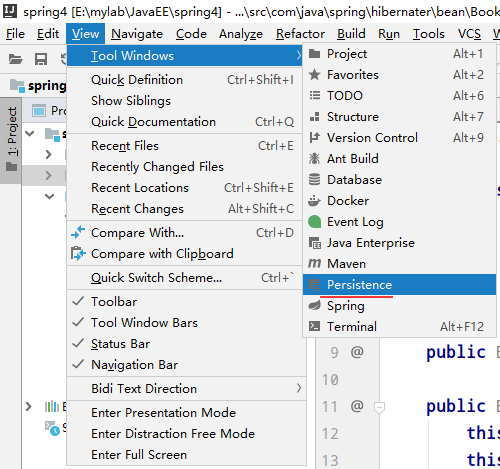 spring4 [E:\mylab\JavaEE\spring4] - ...\src\com\java\spring\hibernater\bean\Book
File Edit View Navigate Code Analyze Refactor Build Run Tools VCS
spring
Tool Windows
Quick Definition Ctrl+Shift+I
Show Siblings
Quick Documentation Ctrl+Q
Recent Files Ctrl+E
Recently Changed Files
Recent Locations Ctrl+Shift+E
Recent Changes Alt+Shift+C
Compare With... Ctrl+D
Compare with Clipboard
Quick Switch Scheme... Ctrl+`
Toolbar
Tool Window Bars
Status Bar
Navigation Bar
Bidi Text Direction
Enter Presentation Mode
Enter Distraction Free Mode
Enter Full Screen
Project Alt+1
Favorites Alt+2
TODO Alt+6
Structure Alt+7
Version Control Alt+9
Ant Build
Database
Docker
Event Log
Java Enterprise
Maven
Persistence
Spring
Terminal Alt+F12
1: Project
Pro
9 @ public
10
11 @ public
12 this
13 this